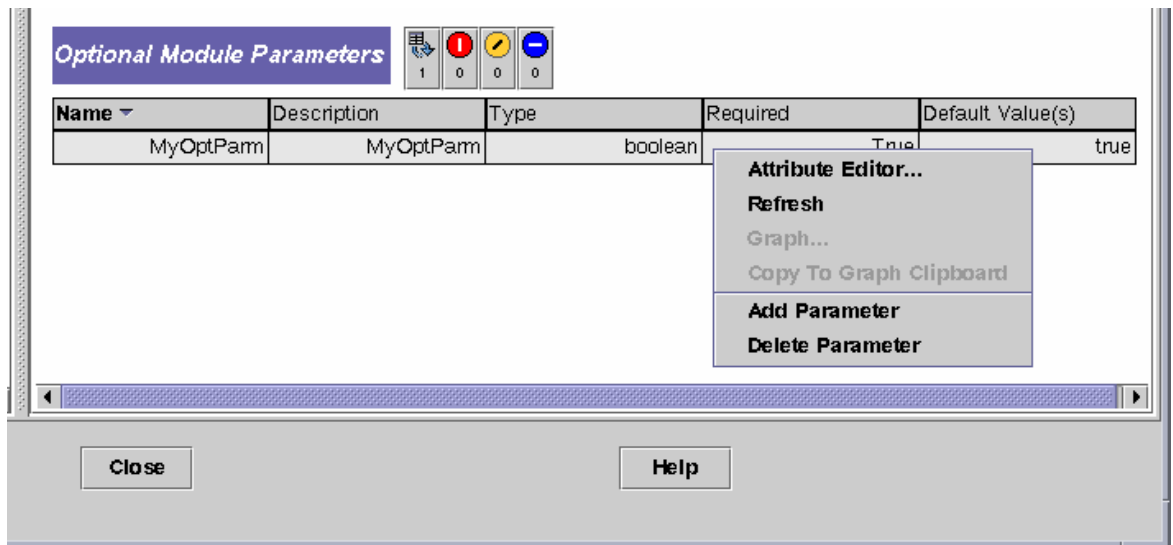 Optional Module Parameters
1 0 0 0
Name Description Type Required Default Value(s)
MyOptParm MyOptParm boolean True true
Attribute Editor...
Refresh
Graph...
Copy To Graph Clipboard
Add Parameter
Delete Parameter
Close Help